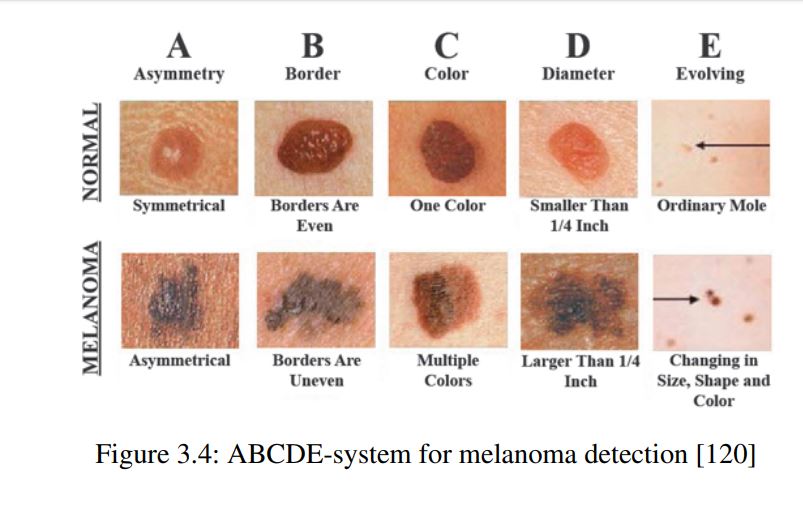 A B C D E
Asymmetry Border Color Diameter Evolving
NORMAL
Symmetrical Borders Are Even One Color Smaller Than 1/4 Inch Ordinary Mole
MELANOMA
Asymmetrical Borders Are Uneven Multiple Colors Larger Than 1/4 Inch Changing in Size, Shape and Color
Figure 3.4: ABCDE-system for melanoma detection [120]